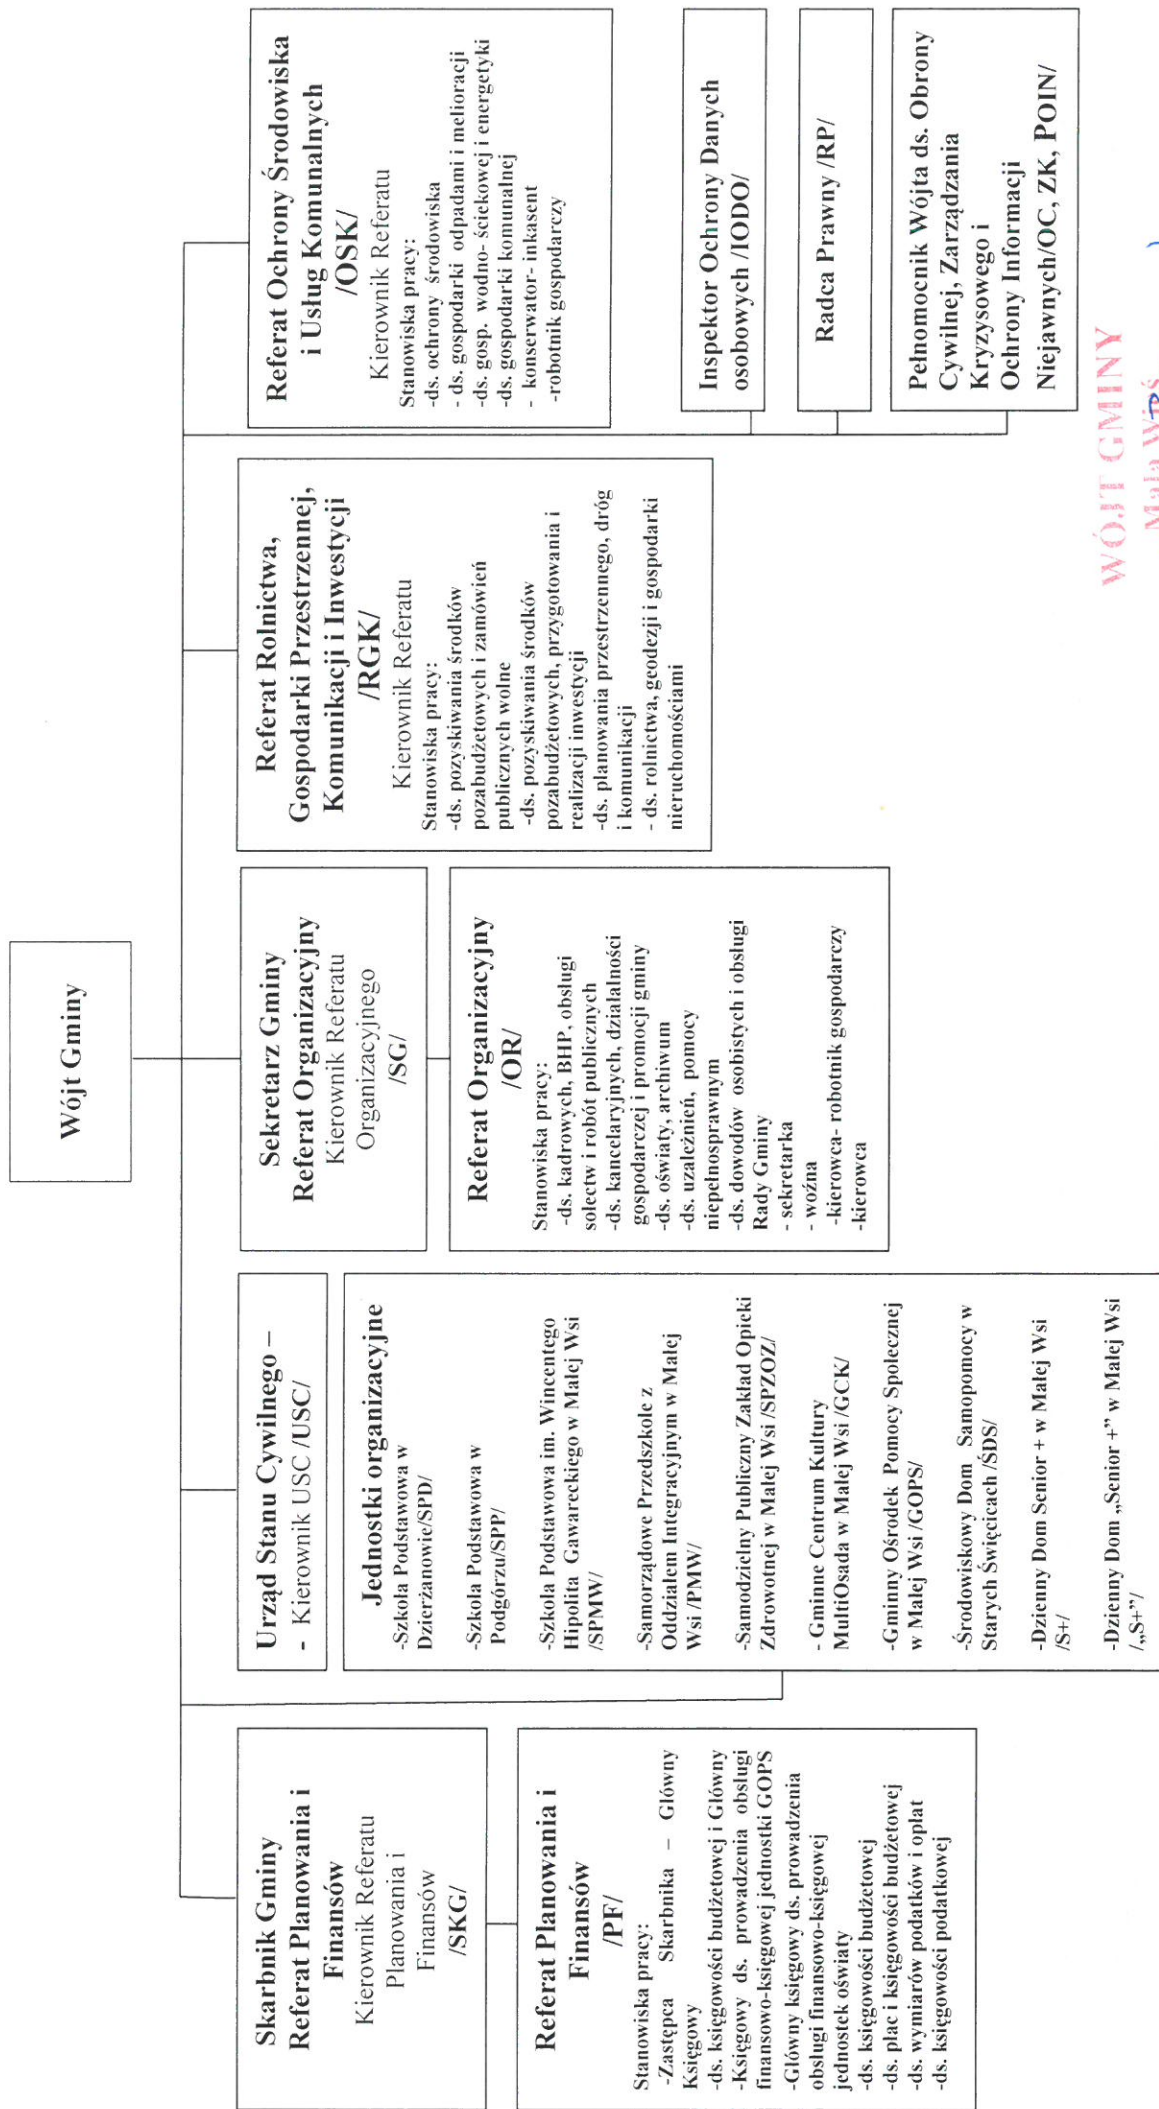 Wójt Gminy
Skarbnik Gminy
Referat Planowania i
Finansów
Kierownik Referatu
Planowania i
Finansów
/SKG/
Referat Planowania i
Finansów
/PF/
Stanowiska pracy:
-Zastępca Skarbnika – Główny
Księgowy
-ds. księgowości budżetowej i Główny
-Księgowy ds. prowadzenia obsługi
finansowo-księgowej jednostki GOPS
-Główny księgowy ds. prowadzenia
obsługi finansowo-księgowej
jednostek oświaty
-ds. księgowości budżetowej
-ds. płac i księgowości budżetowej
-ds. wymiarów podatków i opłat
-ds. księgowości podatkowej
Urząd Stanu Cywilnego –
- Kierownik USC /USC/
Jednostki organizacyjne
-Szkoła Podstawowa w
Dzierżanowie/SPD/
-Szkoła Podstawowa w
Podgórzu/SPP/
-Szkoła Podstawowa im. Wincentego
Hipolita Gawareckiego w Małej Wsi
/SPMW/
-Samorządowe Przedszkole z
Oddziałem Integracyjnym w Małej
Wsi /PMW/
-Samodzielny Publiczny Zakład Opieki
Zdrowotnej w Małej Wsi /SPZOZ/
- Gminne Centrum Kultury
MultiOsada w Małej Wsi /GCK/
-Gminny Ośrodek Pomocy Społecznej
w Małej Wsi /GOPS/
-Środowiskowy Dom Samopomocy w
Starych Święcicach /ŚDS/
-Dzienny Dom Senior + w Małej Wsi
/S+/
-Dzienny Dom „Senior +” w Małej Wsi
/„S+”/
Sekretarz Gminy
Referat Organizacyjny
Kierownik Referatu
Organizacyjnego
/SG/
Referat Organizacyjny
/OR/
Stanowiska pracy:
-ds. kadrowych, BHP, obsługi
sołectw i robót publicznych
-ds. kancelaryjnych, działalności
gospodarczej i promocji gminy
-ds. oświaty, archiwum
-ds. uzależnień, pomocy
niepełnosprawnym
-ds. dowodów osobistych i obsługi
Rady Gminy
- sekretarka
- woźna
-kierowca- robotnik gospodarczy
-kierowca
Referat Rolnictwa,
Gospodarki Przestrzennej,
Komunikacji i Inwestycji
/RGK/
Kierownik Referatu
Stanowiska pracy:
-ds. pozyskiwania środków
pozabudżetowych i zamówień
publicznych wolne
-ds. pozyskiwania środków
pozabudżetowych, przygotowania i
realizacji inwestycji
-ds. planowania przestrzennego, dróg
i komunikacji
- ds. rolnictwa, geodezji i gospodarki
nieruchomościami
Referat Ochrony Środowiska
i Usług Komunalnych
/OSK/
Kierownik Referatu
Stanowiska pracy:
-ds. ochrony środowiska
- ds. gospodarki odpadami i melioracji
-ds. gosp. wodno- ściekowej i energetyki
-ds. gospodarki komunalnej
- konserwator- inkasent
-robotnik gospodarczy
Inspektor Ochrony Danych
osobowych /IODO/
Radca Prawny /RP/
Pełnomocnik Wójta ds. Obrony
Cywilnej, Zarządzania
Kryzysowego i
Ochrony Informacji
Niejawnych/OC, ZK, POIN/
WÓJT GMINY
Mała Wieś